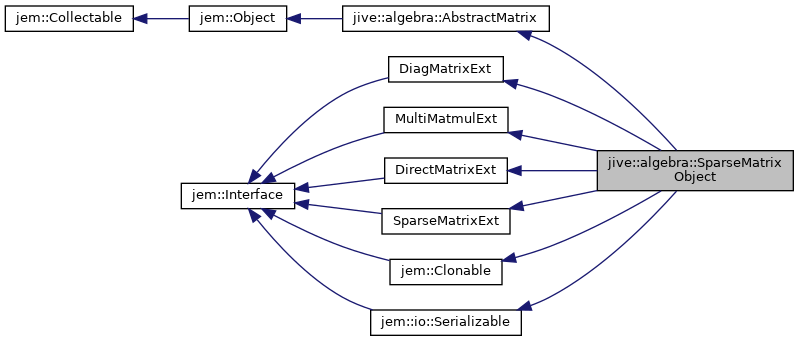 jem::Collectable
jem::Object
jive::algebra::AbstractMatrix
DiagMatrixExt
MultiMatmulExt
DirectMatrixExt
jive::algebra::SparseMatrix
Object
jem::Interface
SparseMatrixExt
jem::Clonable
jem::io::Serializable